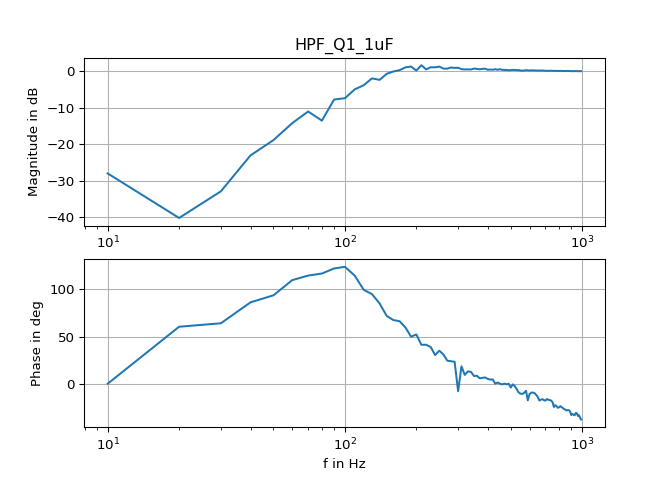 HPF_Q1_1uF
Magnitude in dB
0
−10
−20
−30
−40
10¹ 10² 10³
Phase in deg
100
50
0
10¹ 10² 10³
f in Hz